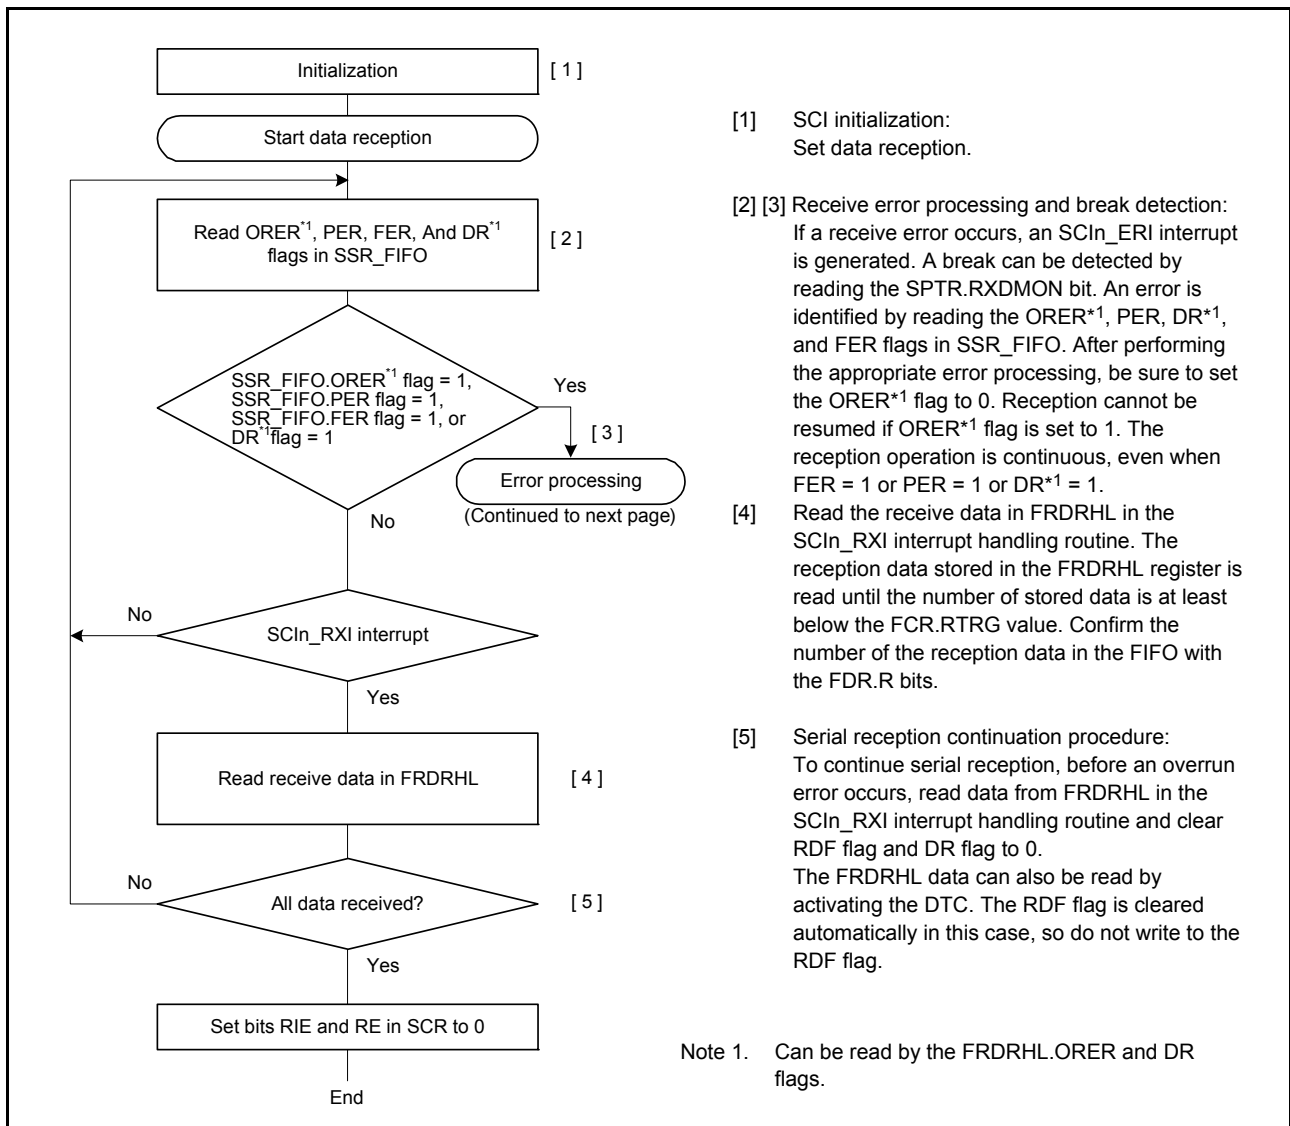 Initialization
[ 1 ]
Start data reception
Read ORER*1, PER, FER, And DR*1
flags in SSR_FIFO
[ 2 ]
SSR_FIFO.ORER*1 flag = 1,
SSR_FIFO.PER flag = 1,
SSR_FIFO.FER flag = 1, or
DR*1flag = 1
Yes
[ 3 ]
Error processing
(Continued to next page)
No
No
SCIn_RXI interrupt
Yes
Read receive data in FRDRHL
[ 4 ]
No
All data received?
[ 5 ]
Yes
Set bits RIE and RE in SCR to 0
End
[1] SCI initialization:
Set data reception.
[2] [3] Receive error processing and break detection:
If a receive error occurs, an SCIn_ERI interrupt
is generated. A break can be detected by
reading the SPTR.RXDMON bit. An error is
identified by reading the ORER*1, PER, DR*1,
and FER flags in SSR_FIFO. After performing
the appropriate error processing, be sure to set
the ORER*1 flag to 0. Reception cannot be
resumed if ORER*1 flag is set to 1. The
reception operation is continuous, even when
FER = 1 or PER = 1 or DR*1 = 1.
[4] Read the receive data in FRDRHL in the
SCIn_RXI interrupt handling routine. The
reception data stored in the FRDRHL register is
read until the number of stored data is at least
below the FCR.RTRG value. Confirm the
number of the reception data in the FIFO with
the FDR.R bits.
[5] Serial reception continuation procedure:
To continue serial reception, before an overrun
error occurs, read data from FRDRHL in the
SCIn_RXI interrupt handling routine and clear
RDF flag and DR flag to 0.
The FRDRHL data can also be read by
activating the DTC. The RDF flag is cleared
automatically in this case, so do not write to the
RDF flag.
Note 1. Can be read by the FRDRHL.ORER and DR
flags.